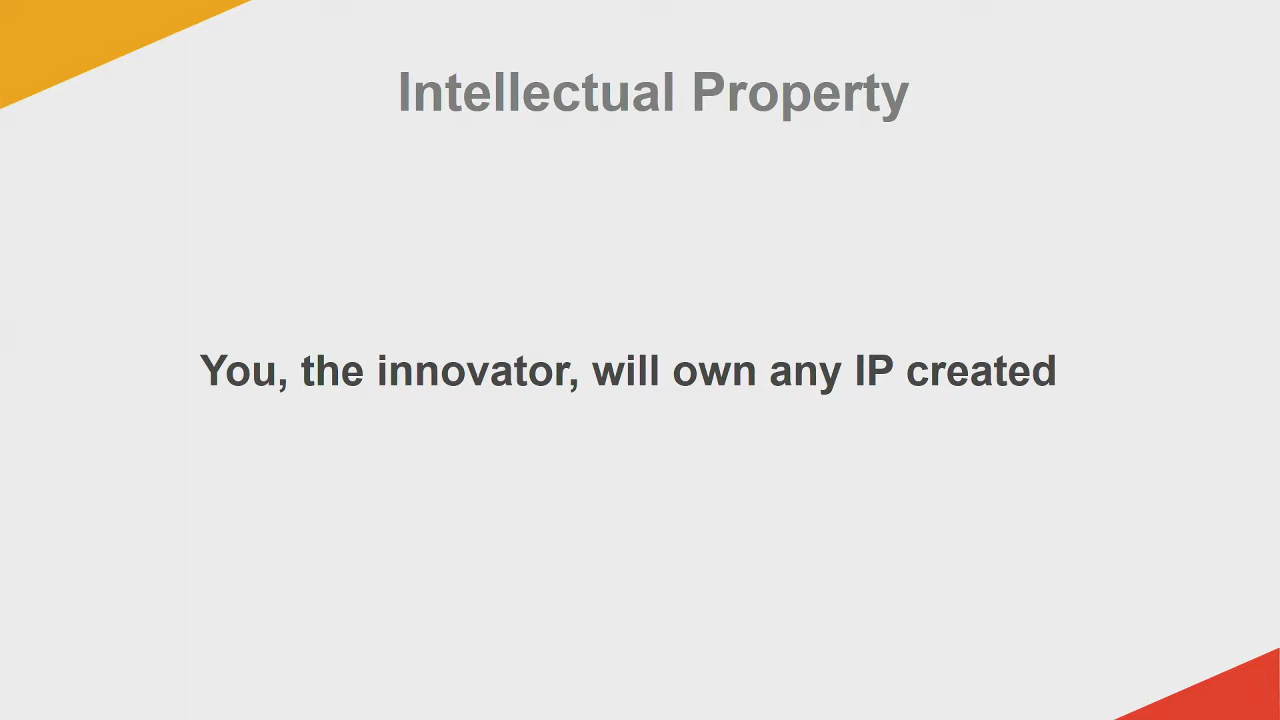 Intellectual Property
You, the innovator, will own any IP created